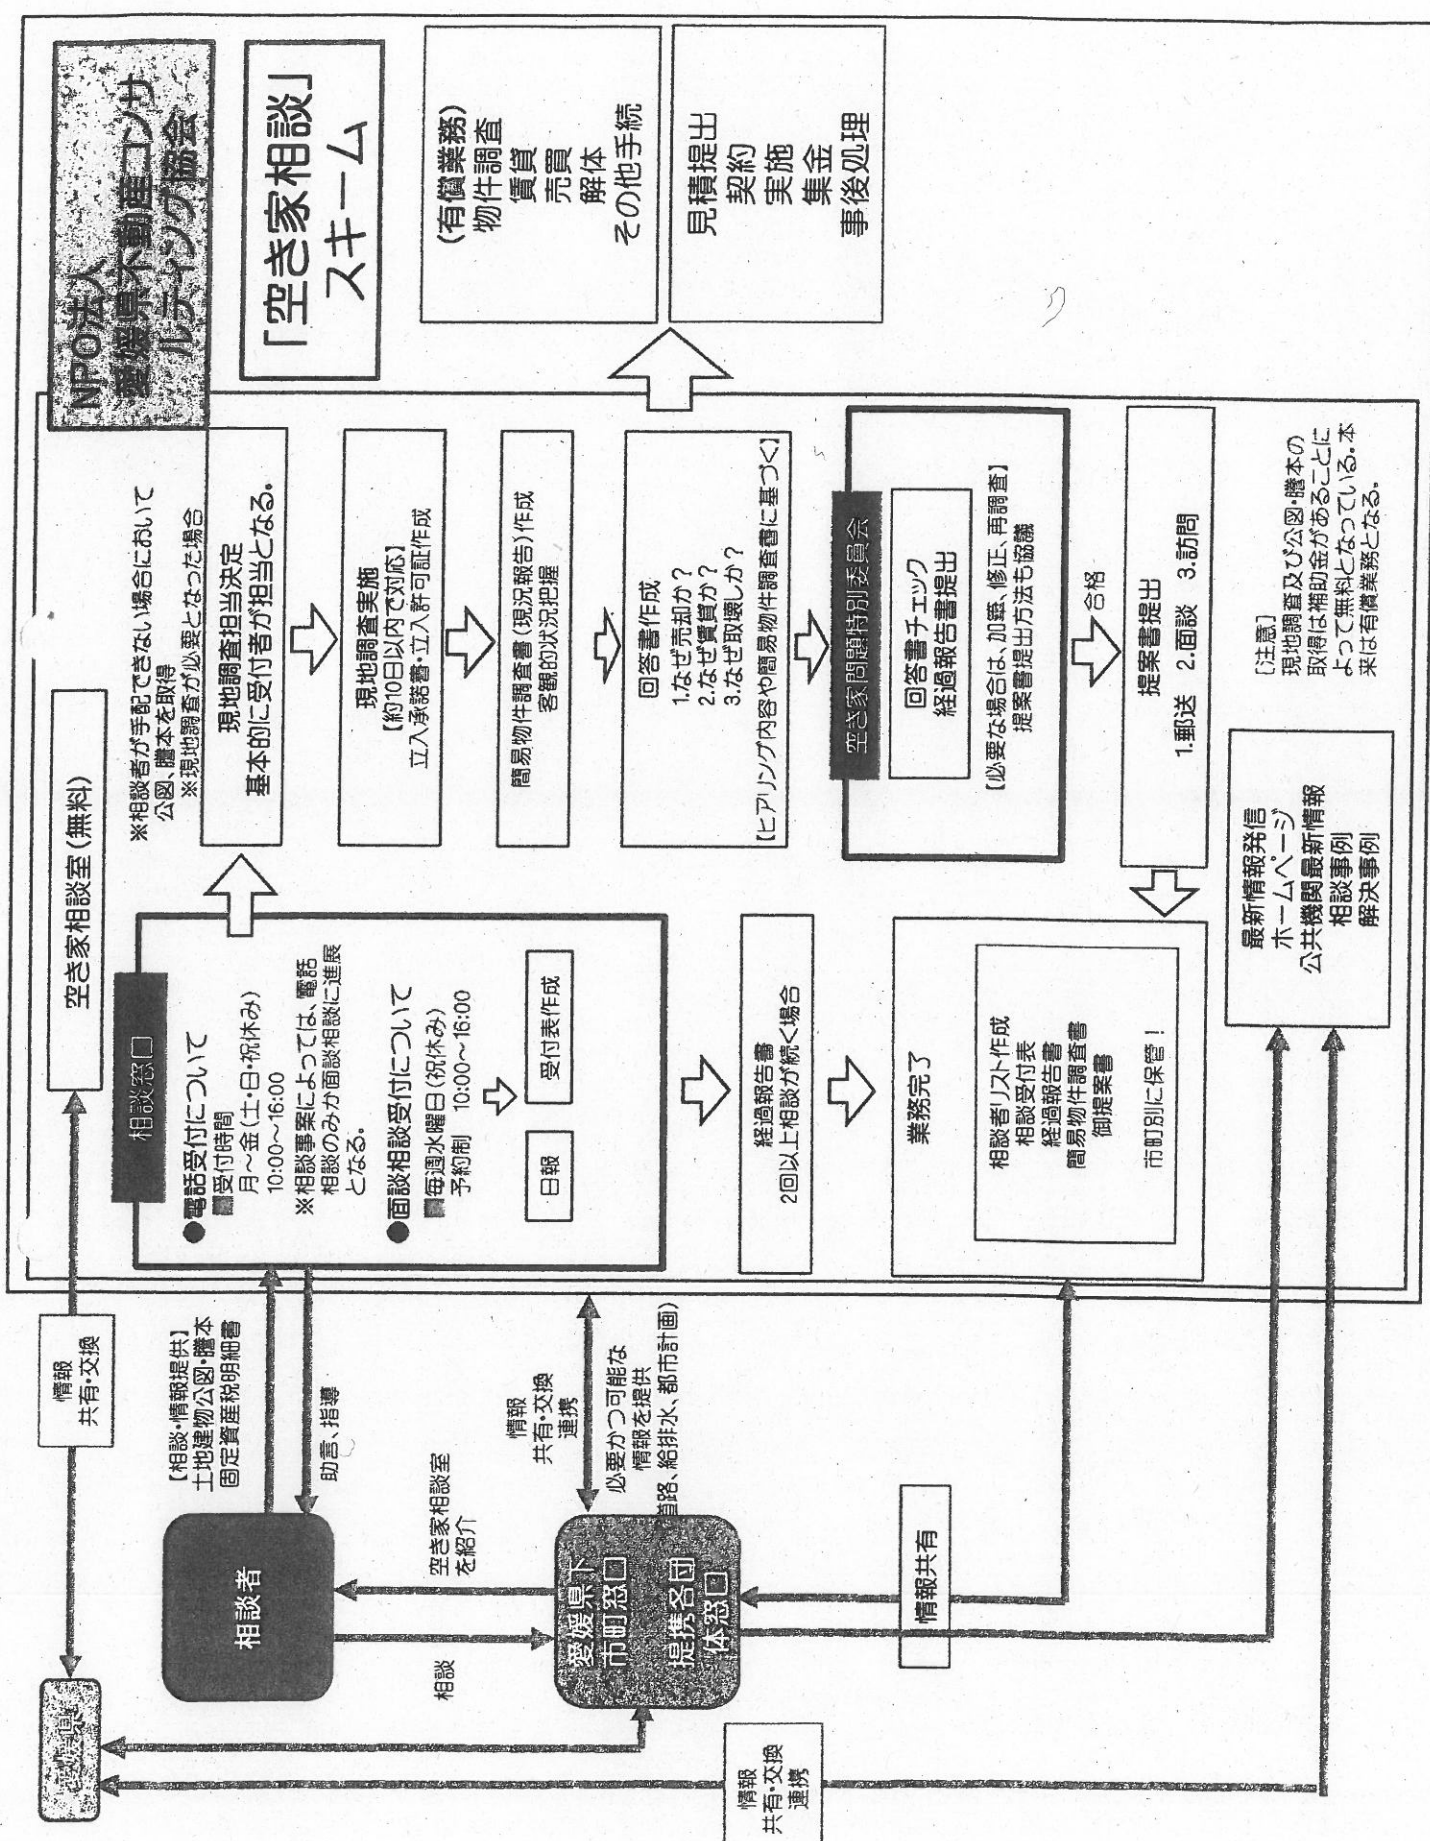 NPO法人
愛媛県不動産コンサ
ルティング協会
「空き家相談」
スキーム
愛媛県
情報
共有・交換
空き家相談室(無料)
相談者
【相談・情報提供】
土地建物公図・謄本
固定資産税明細書
助言、指導
相談
空き家相談室
を紹介
愛媛県下
市町窓口
提携各団
体窓口
情報
共有・交換
連携
必要かつ可能な
情報を提供
道路、給排水、都市計画)
情報共有
情報
共有・交換
連携
相談窓口
●電話受付について
■受付時間
月～金(土・日・祝休み)
10:00～16:00
※相談事案によっては、電話
相談のみか面談相談に進展
となる。
●面談相談受付について
■毎週水曜日(祝休み)
予約制 10:00～16:00
日報
受付表作成
経過報告書
2回以上相談が続く場合
業務完了
相談者リスト作成
相談受付表
経過報告書
簡易物件調査書
御提案書
市町別に保管！
※相談者が手配できない場合において
公図、謄本を取得
※現地調査が必要となった場合
現地調査担当決定
基本的に受付者が担当となる。
現地調査実施
【約10日以内で対応】
立入承諾書・立入許可証作成
簡易物件調査書(現況報告)作成
客観的状況把握
回答書作成
1.なぜ売却か？
2.なぜ賃貸か？
3.なぜ取壊しか？
【ヒアリング内容や簡易物件調査書に基づく】
空き家問題特別委員会
回答書チェック
経過報告書提出
【必要な場合は、加筆、修正、再調査】
提案書提出方法も協議
合格
提案書提出
1.郵送 2.面談 3.訪問
最新情報発信
ホームページ
公共機関最新情報
相談事例
解決事例
[注意]
現地調査及び公図・謄本の
取得は補助金があることに
よって無料となっている。本
来は有償業務となる。
(有償業務)
物件調査
賃貸
売買
解体
その他手続
見積提出
契約
実施
集金
事後処理